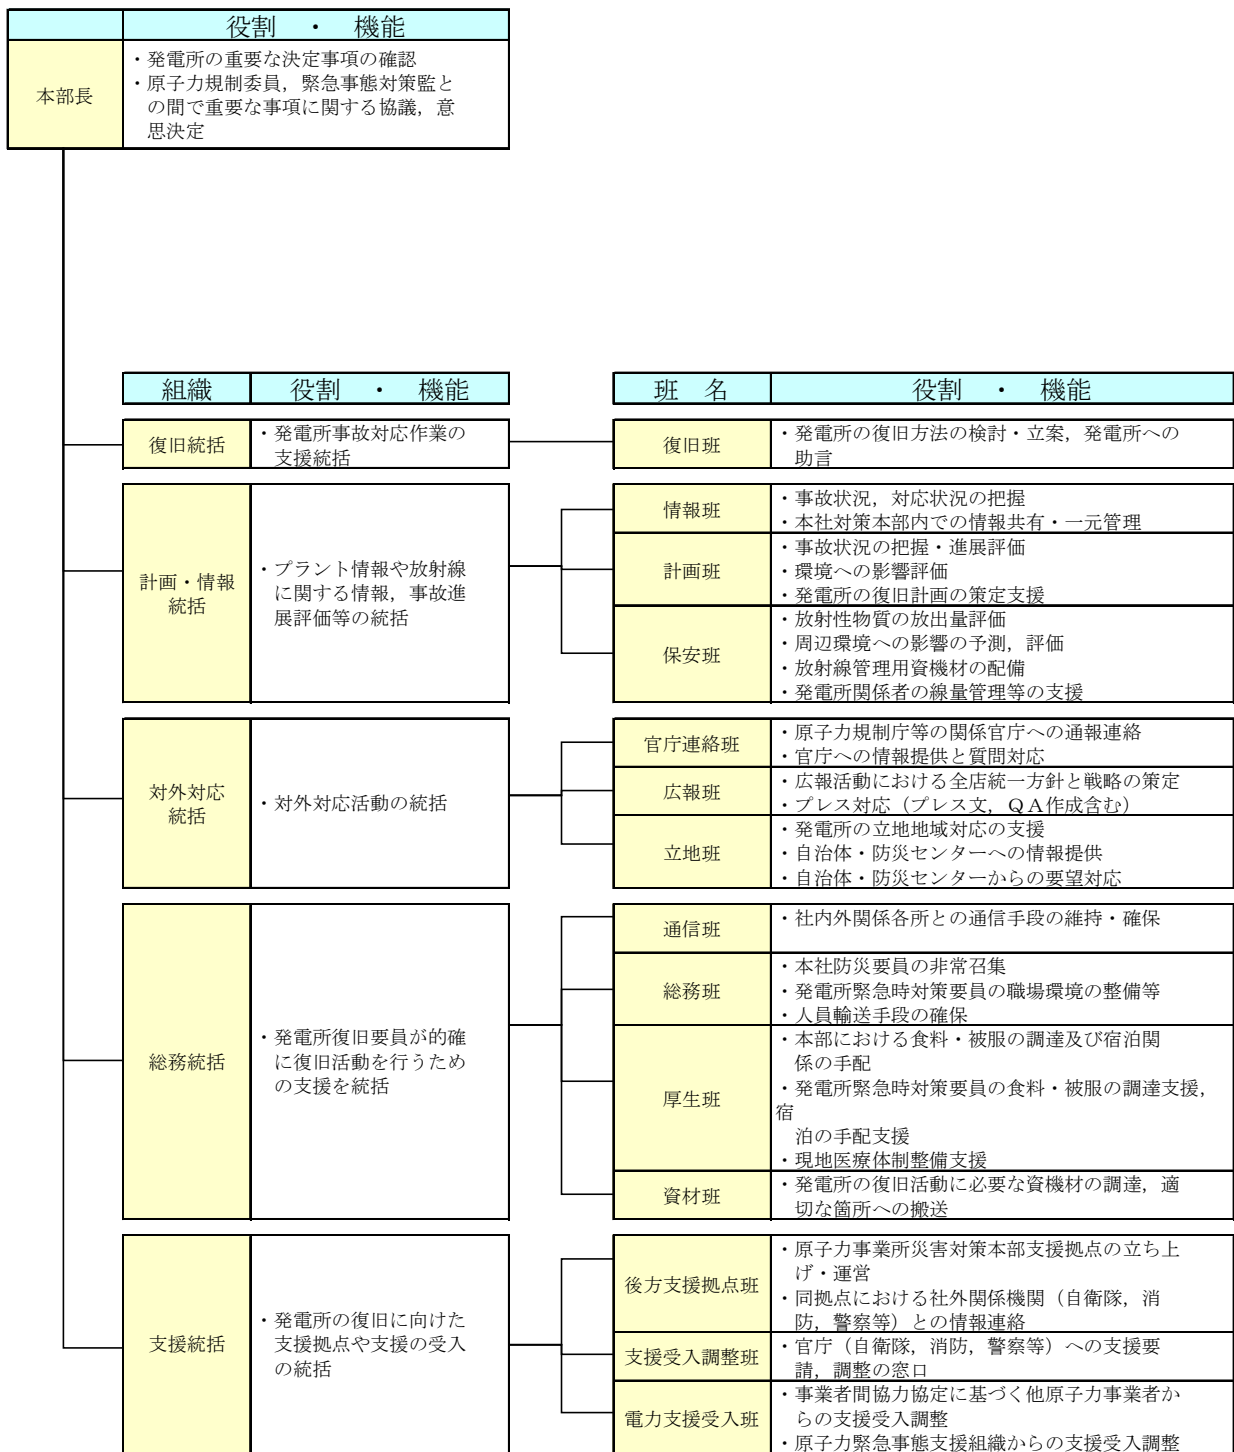 役割 ・ 機能
本部長
・発電所の重要な決定事項の確認
・原子力規制委員，緊急事態対策監と
の間で重要な事項に関する協議，意
思決定
組織
役割 ・ 機能
班 名
役割 ・ 機能
復旧統括
・発電所事故対応作業の
支援統括
復旧班
・発電所の復旧方法の検討・立案，発電所への
助言
計画・情報
統括
・プラント情報や放射線
に関する情報，事故進
展評価等の統括
情報班
・事故状況，対応状況の把握
・本社対策本部内での情報共有・一元管理
計画班
・事故状況の把握・進展評価
・環境への影響評価
・発電所の復旧計画の策定支援
保安班
・放射性物質の放出量評価
・周辺環境への影響の予測，評価
・放射線管理用資機材の配備
・発電所関係者の線量管理等の支援
対外対応
統括
・対外対応活動の統括
官庁連絡班
・原子力規制庁等の関係官庁への通報連絡
・官庁への情報提供と質問対応
広報班
・広報活動における全店統一方針と戦略の策定
・プレス対応（プレス文，ＱＡ作成含む）
立地班
・発電所の立地地域対応の支援
・自治体・防災センターへの情報提供
・自治体・防災センターからの要望対応
総務統括
・発電所復旧要員が的確
に復旧活動を行うため
の支援を統括
通信班
・社内外関係各所との通信手段の維持・確保
総務班
・本社防災要員の非常召集
・発電所緊急時対策要員の職場環境の整備等
・人員輸送手段の確保
厚生班
・本部における食料・被服の調達及び宿泊関
係の手配
・発電所緊急時対策要員の食料・被服の調達支援，
宿
泊の手配支援
・現地医療体制整備支援
資材班
・発電所の復旧活動に必要な資機材の調達，適
切な箇所への搬送
支援統括
・発電所の復旧に向けた
支援拠点や支援の受入
の統括
後方支援拠点班
・原子力事業所災害対策本部支援拠点の立ち上
げ・運営
・同拠点における社外関係機関（自衛隊，消
防，警察等）との情報連絡
支援受入調整班
・官庁（自衛隊，消防，警察等）への支援要
請，調整の窓口
電力支援受入班
・事業者間協力協定に基づく他原子力事業者か
らの支援受入調整
・原子力緊急事態支援組織からの支援受入調整